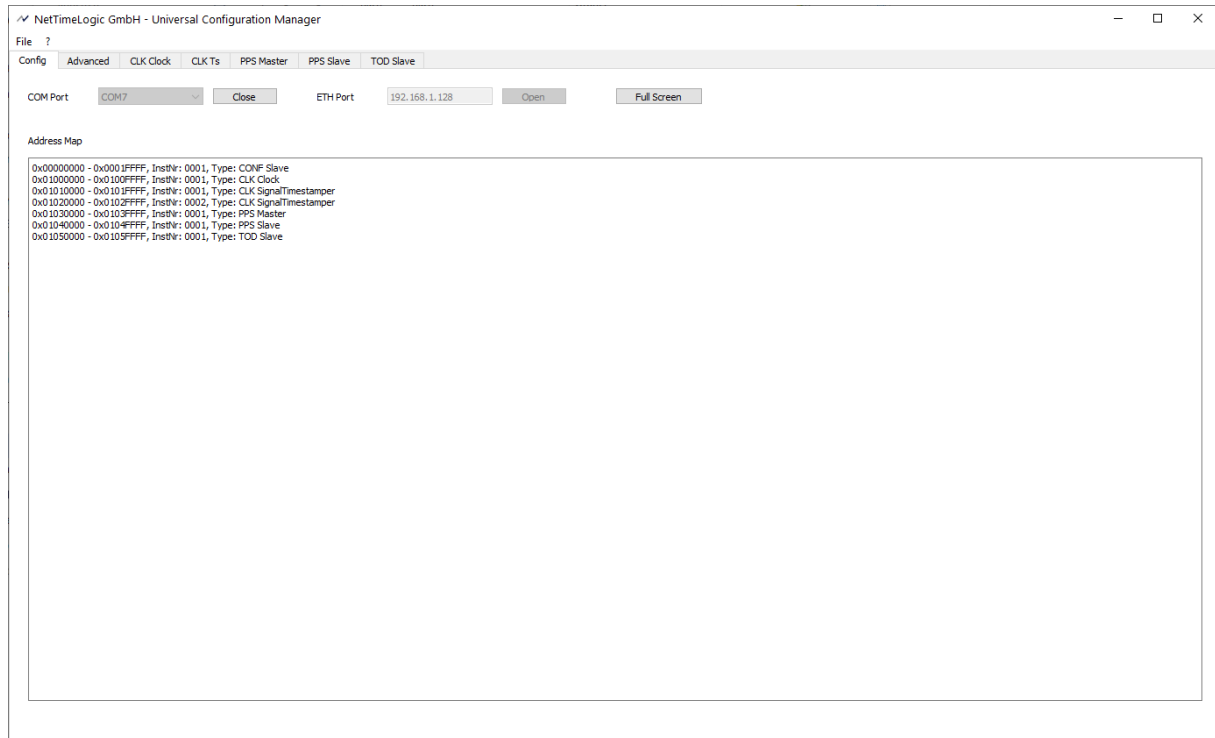 NetTimeLogic GmbH - Universal Configuration Manager
File ?
Config Advanced CLK Clock CLK Ts PPS Master PPS Slave TOD Slave
COM Port COM7 Close ETH Port 192.168.1.128 Open Full Screen
Address Map
0x00000000 - 0x0001FFFF, InstNr: 0001, Type: CONF Slave
0x01000000 - 0x0100FFFF, InstNr: 0001, Type: CLK Clock
0x01010000 - 0x0101FFFF, InstNr: 0001, Type: CLK SignalTimestamper
0x01020000 - 0x0102FFFF, InstNr: 0002, Type: CLK SignalTimestamper
0x01030000 - 0x0103FFFF, InstNr: 0001, Type: PPS Master
0x01040000 - 0x0104FFFF, InstNr: 0001, Type: PPS Slave
0x01050000 - 0x0105FFFF, InstNr: 0001, Type: TOD Slave